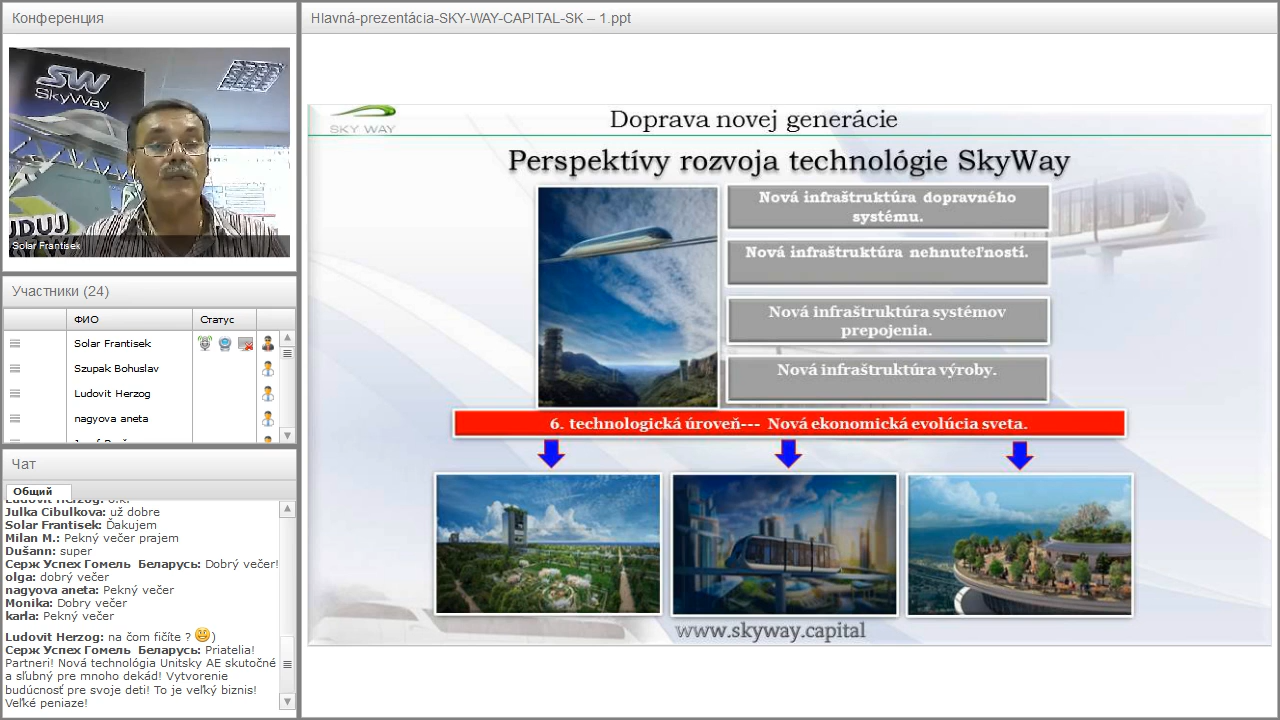 Конференция
SW
SkyWay
DUJ
Solar Frantisek
Участники (24)
ФИО
Статус
Solar Frantisek
Szupak Bohuslav
Ludovit Herzog
nagyova aneta
Чат
Общий
Ludovit Herzog: o.k.
Julka Cibulkova: už dobre
Solar Frantisek: Ďakujem
Milan M.: Pekný večer prajem
Dušann: super
Серж Успех Гомель Беларусь: Dobrý večer!
olga: dobrý večer
nagyova aneta: Pekný večer
Monika: Dobry večer
karla: Pekný večer
Ludovit Herzog: na čom fičíte ? )
Серж Успех Гомель Беларусь: Priatelia!
Partneri! Nová technológia Unitsky AE skutočné
a sľubný pre mnoho dekád! Vytvorenie
budúcnosť pre svoje deti! To je veľký biznis!
Veľké peniaze!
Hlavná-prezentácia-SKY-WAY-CAPITAL-SK – 1.ppt
SKY WAY
Doprava novej generácie
Perspektívy rozvoja technológie SkyWay
Nová infraštruktúra dopravného
systému.
Nová infraštruktúra nehnuteľností.
Nová infraštruktúra systémov
prepojenia.
Nová infraštruktúra výroby.
6. technologická úroveň--- Nová ekonomická evolúcia sveta.
www.skyway.capital